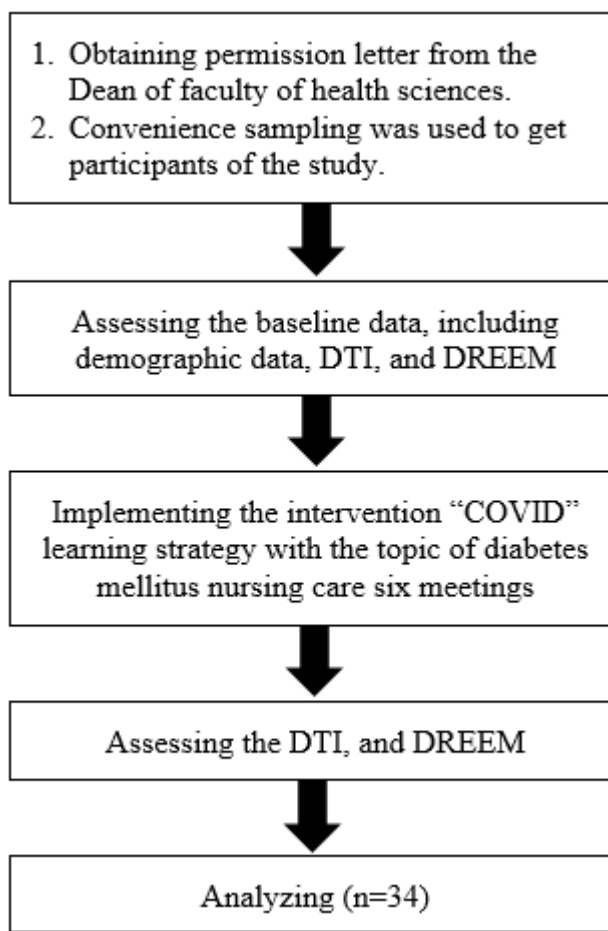 1. Obtaining permission letter from the
Dean of faculty of health sciences.
2. Convenience sampling was used to get
participants of the study.
Assessing the baseline data, including
demographic data, DTI, and DREEM
Implementing the intervention “COVID”
learning strategy with the topic of diabetes
mellitus nursing care six meetings
Assessing the DTI, and DREEM
Analyzing (n=34)